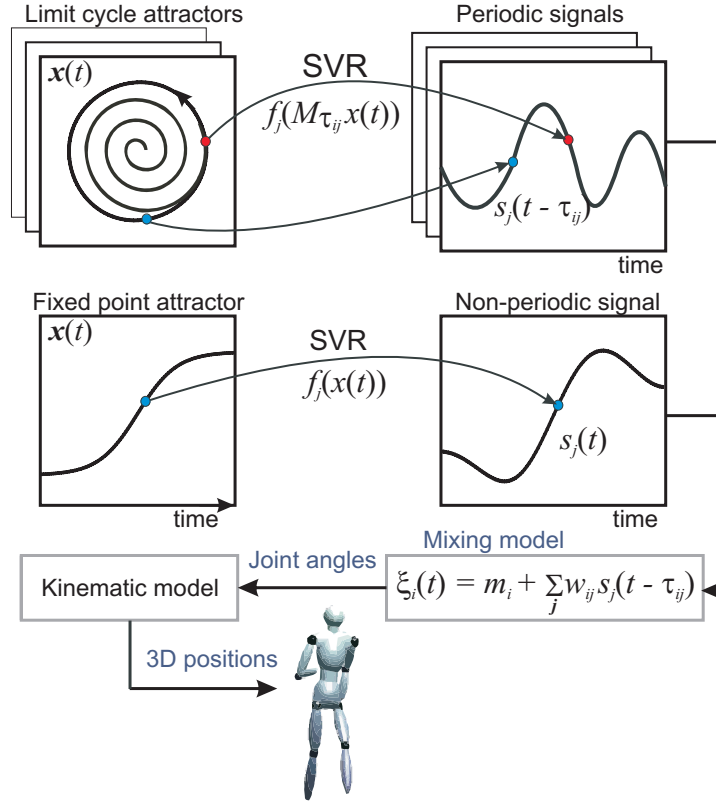 Limit cycle attractors
Periodic signals
x(t)
SVR
f_j(M_τ_ij x(t))
s_j(t - τ_ij)
time
Fixed point attractor
Non-periodic signal
x(t)
SVR
f_j(x(t))
s_j(t)
time
time
Mixing model
Joint angles
Kinematic model
ξ_i(t) = m_i + Σ_j w_ij s_j(t - τ_ij)
3D positions